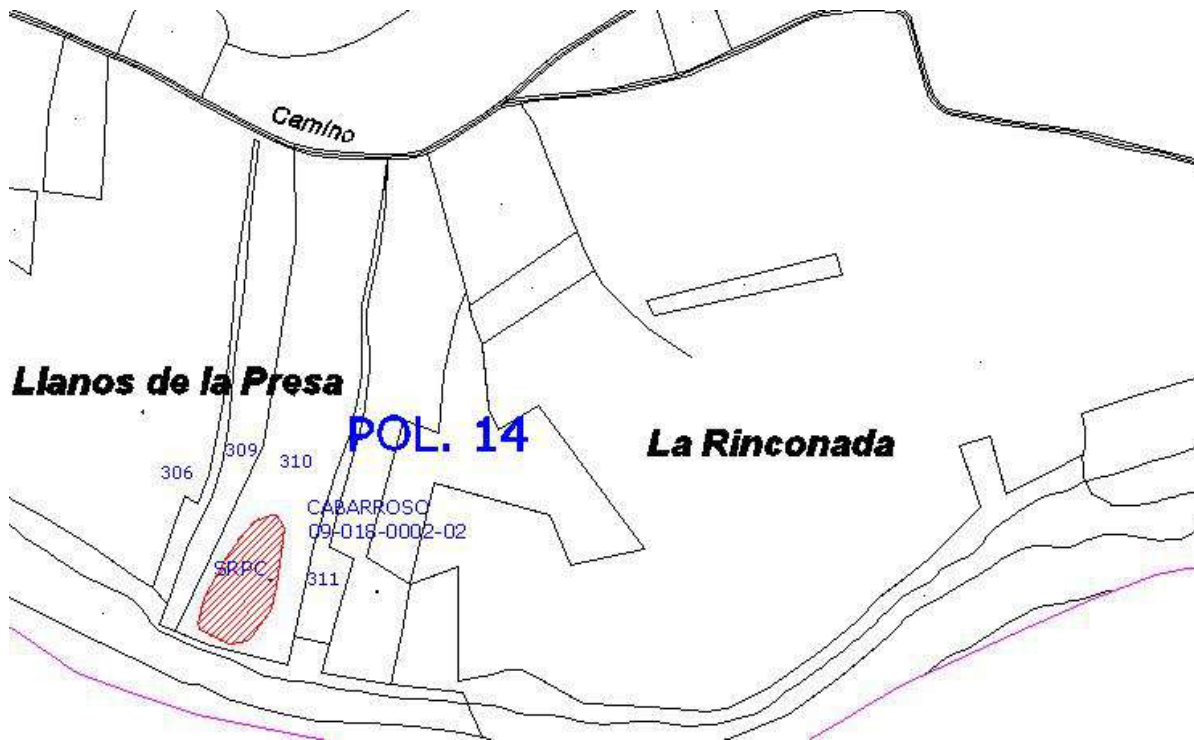 Camino
Llanos de la Presa
POL. 14
La Rinconada
309
310
306
CABARROSO
09-018-0002-02
SRPC
311